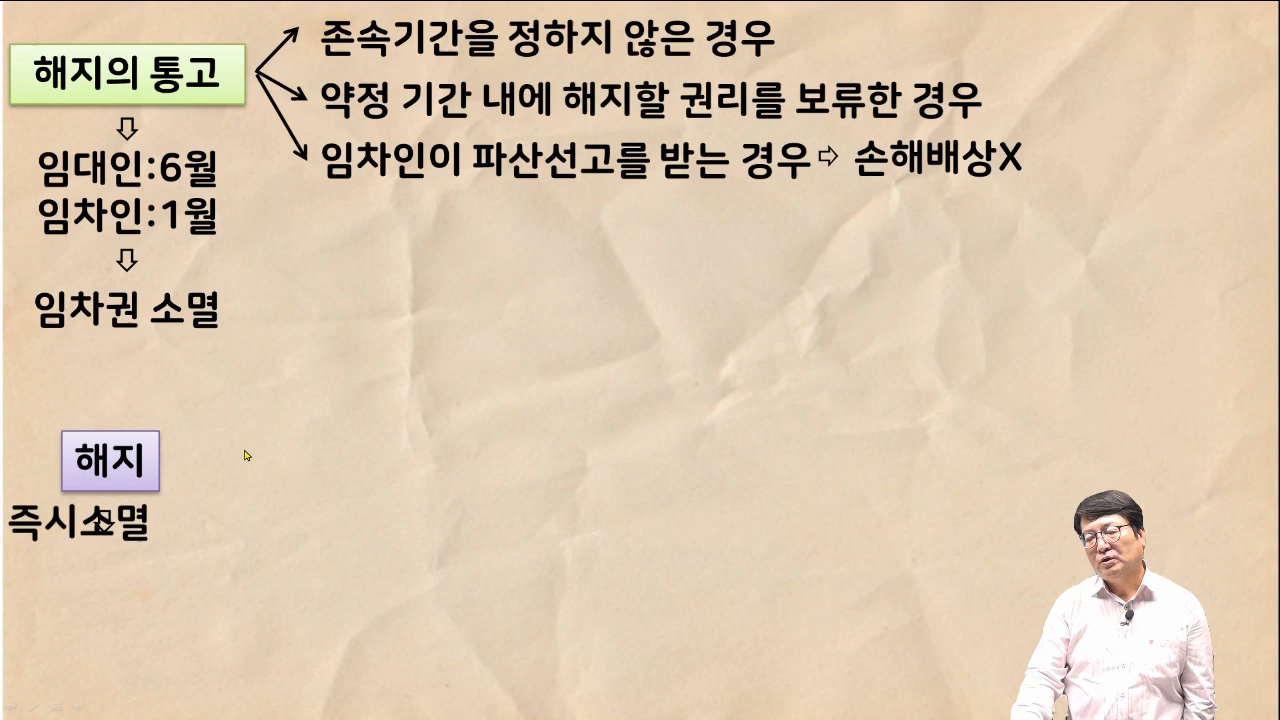 해지의 통고
존속기간을 정하지 않은 경우
약정 기간 내에 해지할 권리를 보류한 경우
임차인이 파산선고를 받는 경우⇨ 손해배상X
임대인:6월
임차인:1월
임차권 소멸
해지
즉시소멸